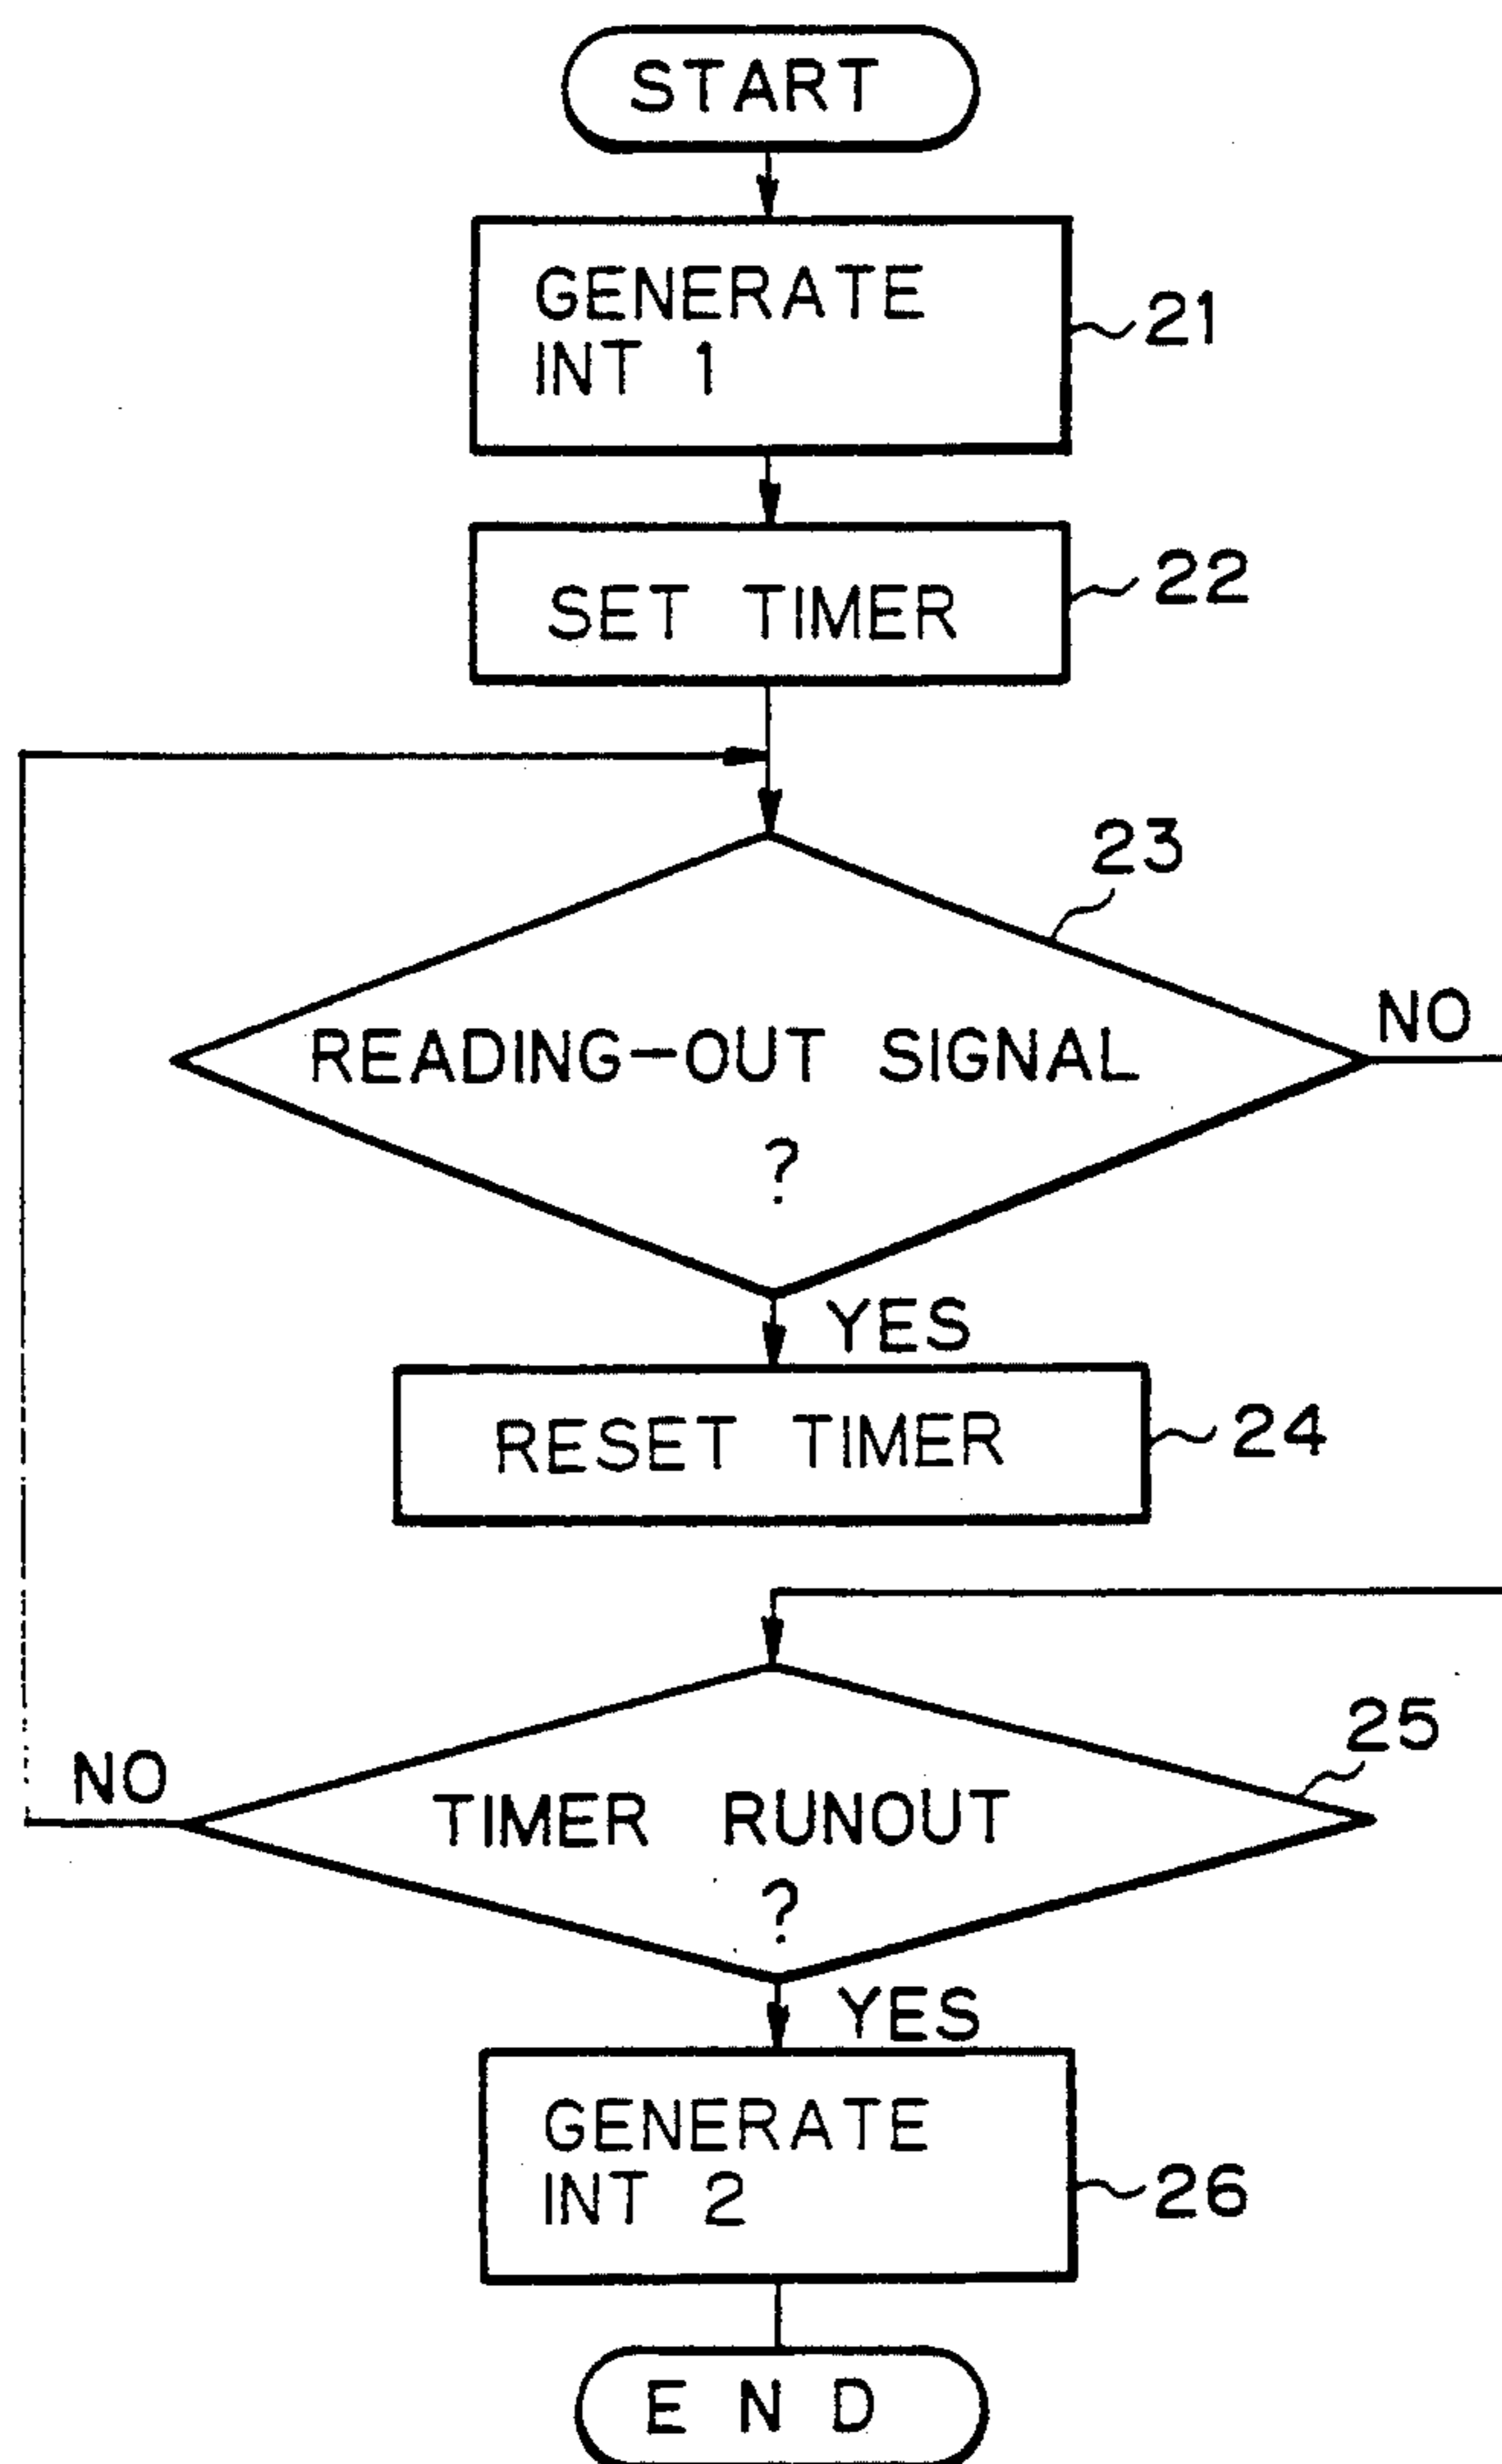 START
GENERATE
INT 1
21
SET TIMER
22
23
READING-OUT SIGNAL
?
NO
YES
RESET TIMER
24
25
NO
TIMER RUNOUT
?
YES
GENERATE
INT 2
26
END